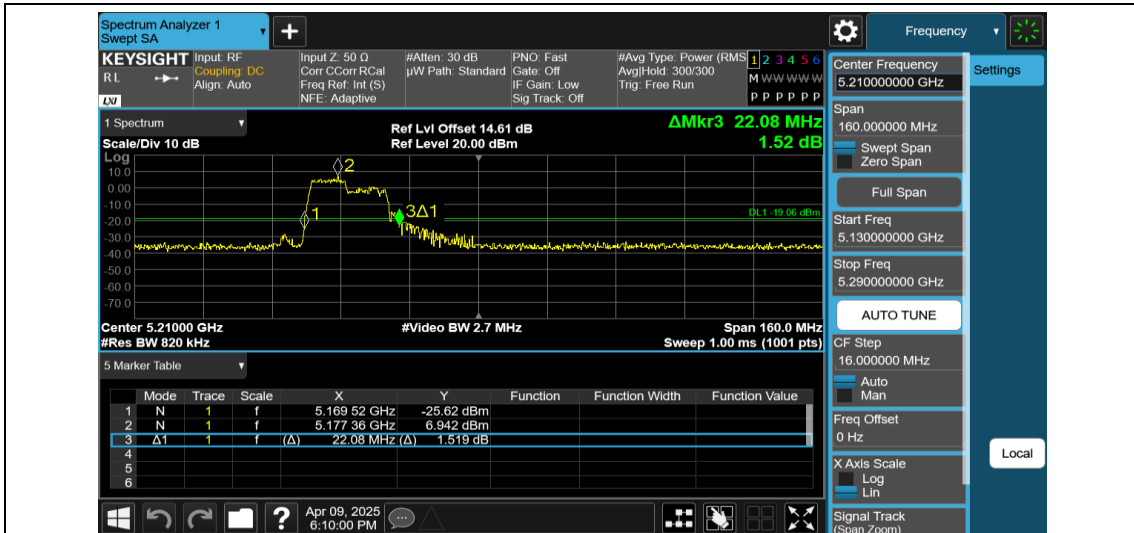 Spectrum Analyzer 1
Swept SA
Frequency
KEYSIGHT
R L
LXI
Input: RF
Coupling: DC
Align: Auto
Input Z: 50 Ω
Corr CCorr RCal
Freq Ref: Int (S)
NFE: Adaptive
#Atten: 30 dB
µW Path: Standard
PNO: Fast
Gate: Off
IF Gain: Low
Sig Track: Off
#Avg Type: Power (RMS
Avg|Hold: 300/300
Trig: Free Run
1 2 3 4 5 6
M W W W W W
P P P P P P
1 Spectrum
Scale/Div 10 dB
Ref Lvl Offset 14.61 dB
Ref Level 20.00 dBm
ΔMkr3 22.08 MHz
1.52 dB
Log
10.0
0.00
-10.0
-20.0
-30.0
-40.0
-50.0
-60.0
-70.0
2
1
3Δ1
DL1 -19.06 dBm
Center 5.21000 GHz
#Video BW 2.7 MHz
Span 160.0 MHz
#Res BW 820 kHz
Sweep 1.00 ms (1001 pts)
5 Marker Table
Mode Trace Scale X Y Function Function Width Function Value
1 N 1 f 5.169 52 GHz -25.62 dBm
2 N 1 f 5.177 36 GHz 6.942 dBm
3 Δ1 1 f (Δ) 22.08 MHz (Δ) 1.519 dB
4
5
6
Apr 09, 2025
6:10:00 PM
Center Frequency
5.210000000 GHz
Settings
Span
160.000000 MHz
Swept Span
Zero Span
Full Span
Start Freq
5.130000000 GHz
Stop Freq
5.290000000 GHz
AUTO TUNE
CF Step
16.000000 MHz
Auto
Man
Freq Offset
0 Hz
Local
X Axis Scale
Log
Lin
Signal Track
(Span Zoom)